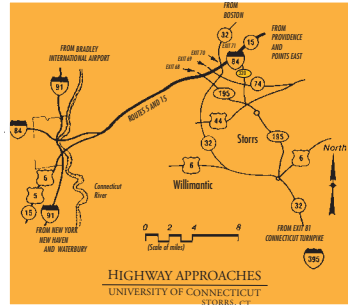 FROM
BOSTON
32
FROM
PROVIDENCE
AND
POINTS EAST
15
EXIT 71
EXIT 70
EXIT 69
EXIT 68
84
320
74
195
FROM BRADLEY
INTERNATIONAL AIRPORT
91
ROUTES 5 AND 15
44
Storrs
195
North
84
32
6
6
6
Willimantic
5
Connecticut
River
15
91
32
FROM NEW YORK
NEW HAVEN
AND WATERBURY
0 2 4 8
(Scale of miles)
FROM EXIT 81
CONNECTICUT TURNPIKE
395
HIGHWAY APPROACHES
UNIVERSITY OF CONNECTICUT
STORRS, CT